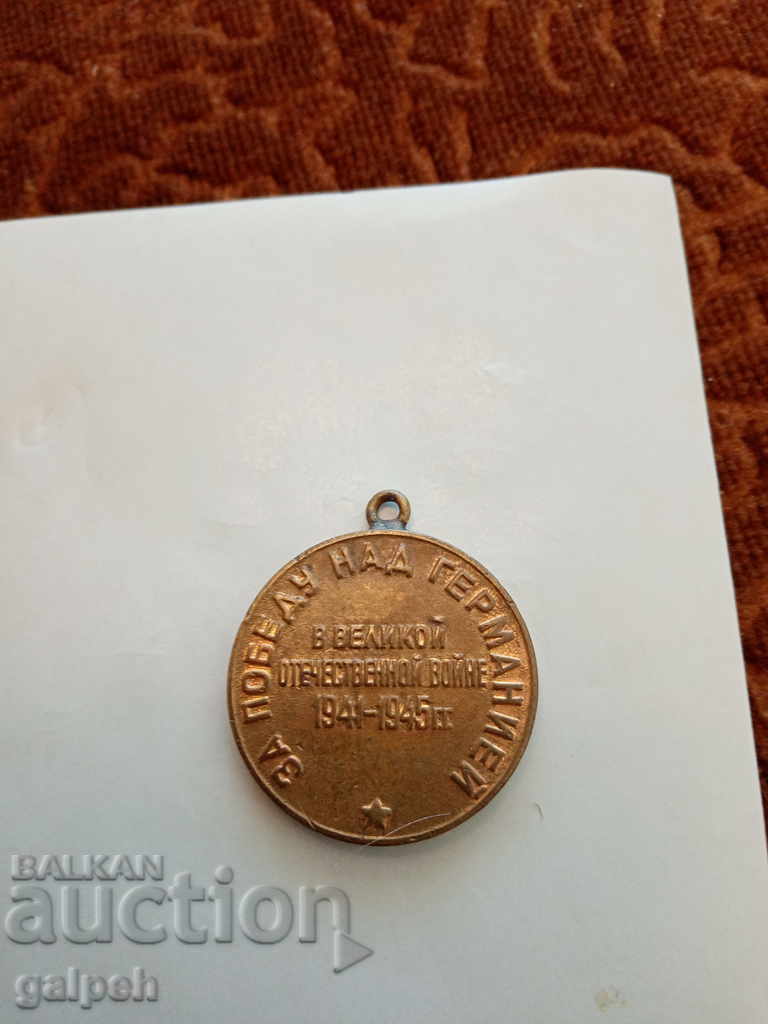 ЗА ПОБЕДУ НАД ГЕРМАНИЕЙ
В ВЕЛИКОЙ
ОТЕЧЕСТВЕННОЙ ВОЙНЕ
1941-1945 ГГ.
BALKAN
auction
galpeh